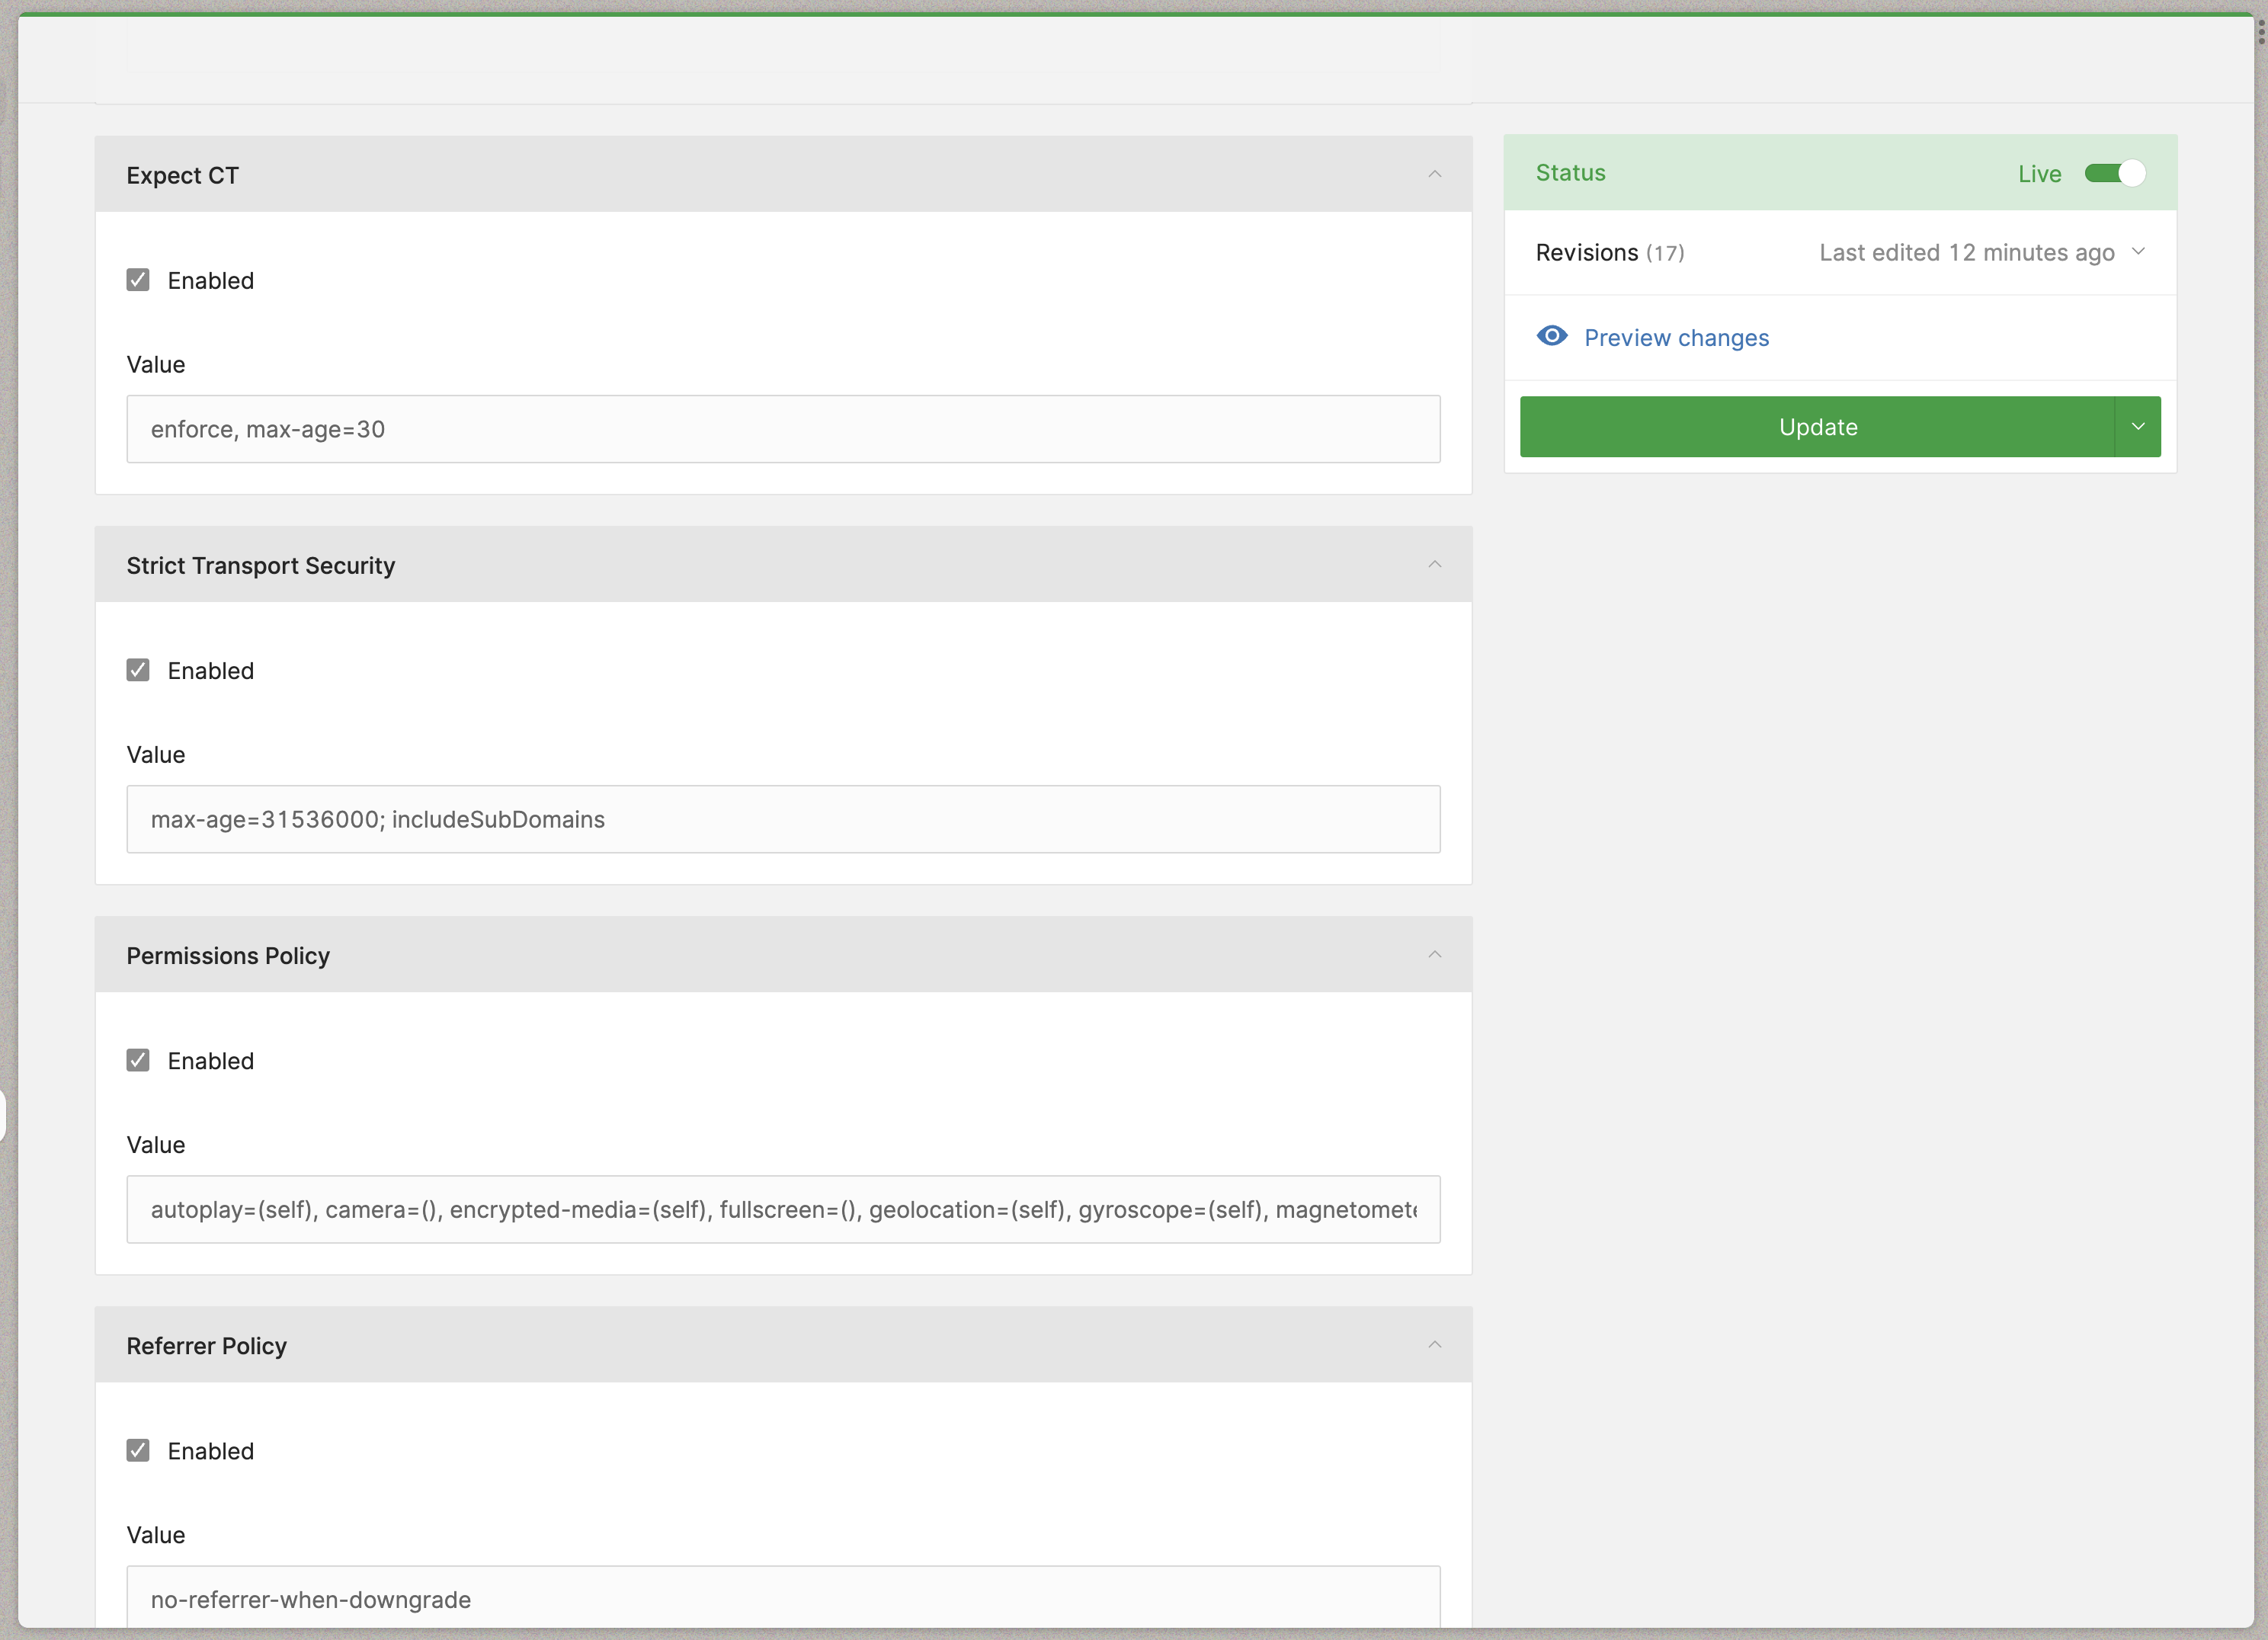 Expect CT
Enabled
Value
enforce, max-age=30
Strict Transport Security
Enabled
Value
max-age=31536000; includeSubDomains
Permissions Policy
Enabled
Value
autoplay=(self), camera=(), encrypted-media=(self), fullscreen=(), geolocation=(self), gyroscope=(self), magnetomete
Referrer Policy
Enabled
Value
no-referrer-when-downgrade
Status
Live
Revisions (17)
Last edited 12 minutes ago
Preview changes
Update